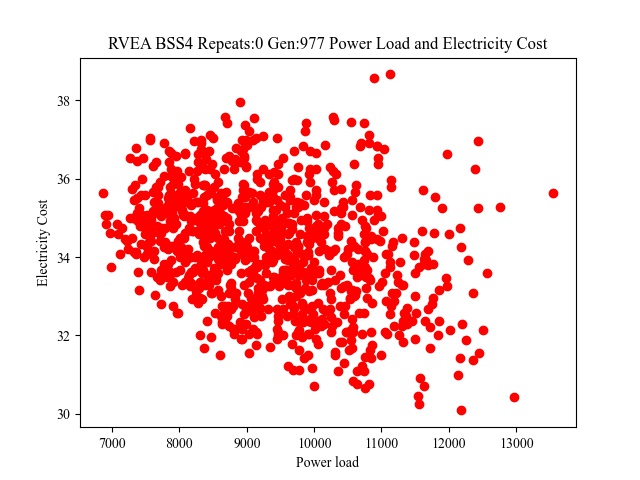 RVEA BSS4 Repeats:0 Gen:977 Power Load and Electricity Cost
38
36
34
32
30
Electricity Cost
7000 8000 9000 10000 11000 12000 13000
Power load